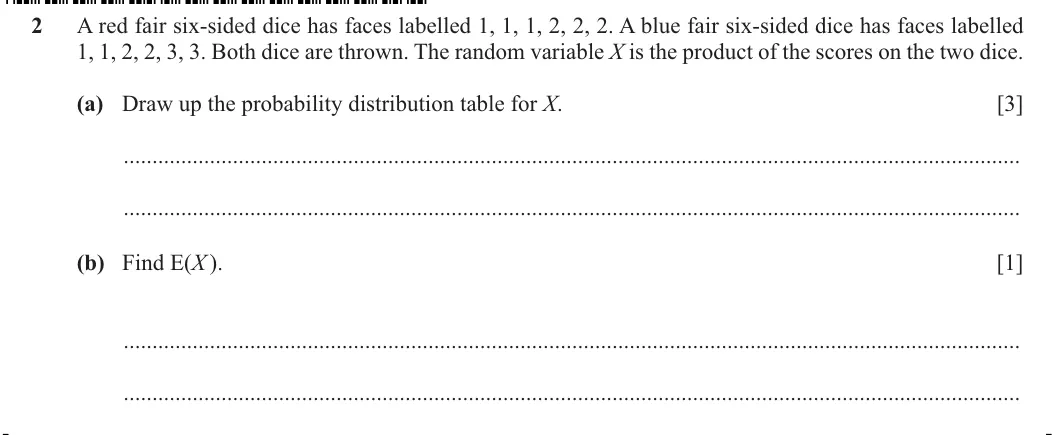 2 A red fair six-sided dice has faces labelled 1, 1, 1, 2, 2, 2. A blue fair six-sided dice has faces labelled
1, 1, 2, 2, 3, 3. Both dice are thrown. The random variable X is the product of the scores on the two dice.
(a) Draw up the probability distribution table for X. [3]
(b) Find E(X). [1]